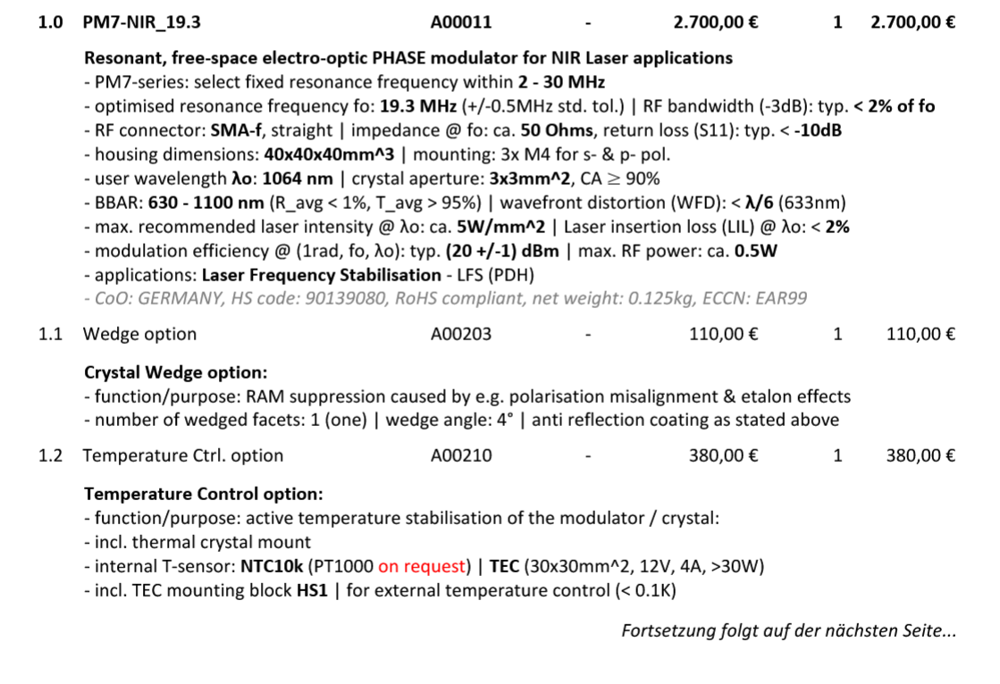 1.0 PM7-NIR_19.3 A00011 - 2.700,00 € 1 2.700,00 €
Resonant, free-space electro-optic PHASE modulator for NIR Laser applications
- PM7-series: select fixed resonance frequency within 2 - 30 MHz
- optimised resonance frequency fo: 19.3 MHz (+/-0.5MHz std. tol.) | RF bandwidth (-3dB): typ. < 2% of fo
- RF connector: SMA-f, straight | impedance @ fo: ca. 50 Ohms, return loss (S11): typ. < -10dB
- housing dimensions: 40x40x40mm^3 | mounting: 3x M4 for s- & p- pol.
- user wavelength λo: 1064 nm | crystal aperture: 3x3mm^2, CA ≥ 90%
- BBAR: 630 - 1100 nm (R_avg < 1%, T_avg > 95%) | wavefront distortion (WFD): < λ/6 (633nm)
- max. recommended laser intensity @ λo: ca. 5W/mm^2 | Laser insertion loss (LIL) @ λo: < 2%
- modulation efficiency @ (1rad, fo, λo): typ. (20 +/-1) dBm | max. RF power: ca. 0.5W
- applications: Laser Frequency Stabilisation - LFS (PDH)
- CoO: GERMANY, HS code: 90139080, RoHS compliant, net weight: 0.125kg, ECCN: EAR99
1.1 Wedge option A00203 - 110,00 € 1 110,00 €
Crystal Wedge option:
- function/purpose: RAM suppression caused by e.g. polarisation misalignment & etalon effects
- number of wedged facets: 1 (one) | wedge angle: 4° | anti reflection coating as stated above
1.2 Temperature Ctrl. option A00210 - 380,00 € 1 380,00 €
Temperature Control option:
- function/purpose: active temperature stabilisation of the modulator / crystal:
- incl. thermal crystal mount
- internal T-sensor: NTC10k (PT1000 on request) | TEC (30x30mm^2, 12V, 4A, >30W)
- incl. TEC mounting block HS1 | for external temperature control (< 0.1K)
Fortsetzung folgt auf der nächsten Seite...